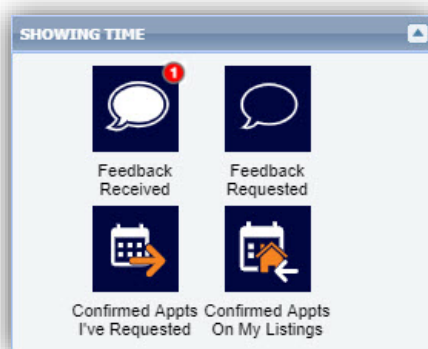 SHOWING TIME
1
Feedback
Received
Feedback
Requested
Confirmed Appts
I've Requested
Confirmed Appts
On My Listings